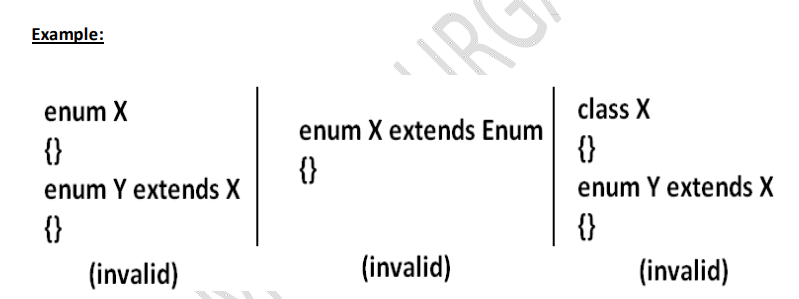 Example:
enum X
{}
enum Y extends X
{}
(invalid)
enum X extends Enum
{}
(invalid)
class X
{}
enum Y extends X
{}
(invalid)